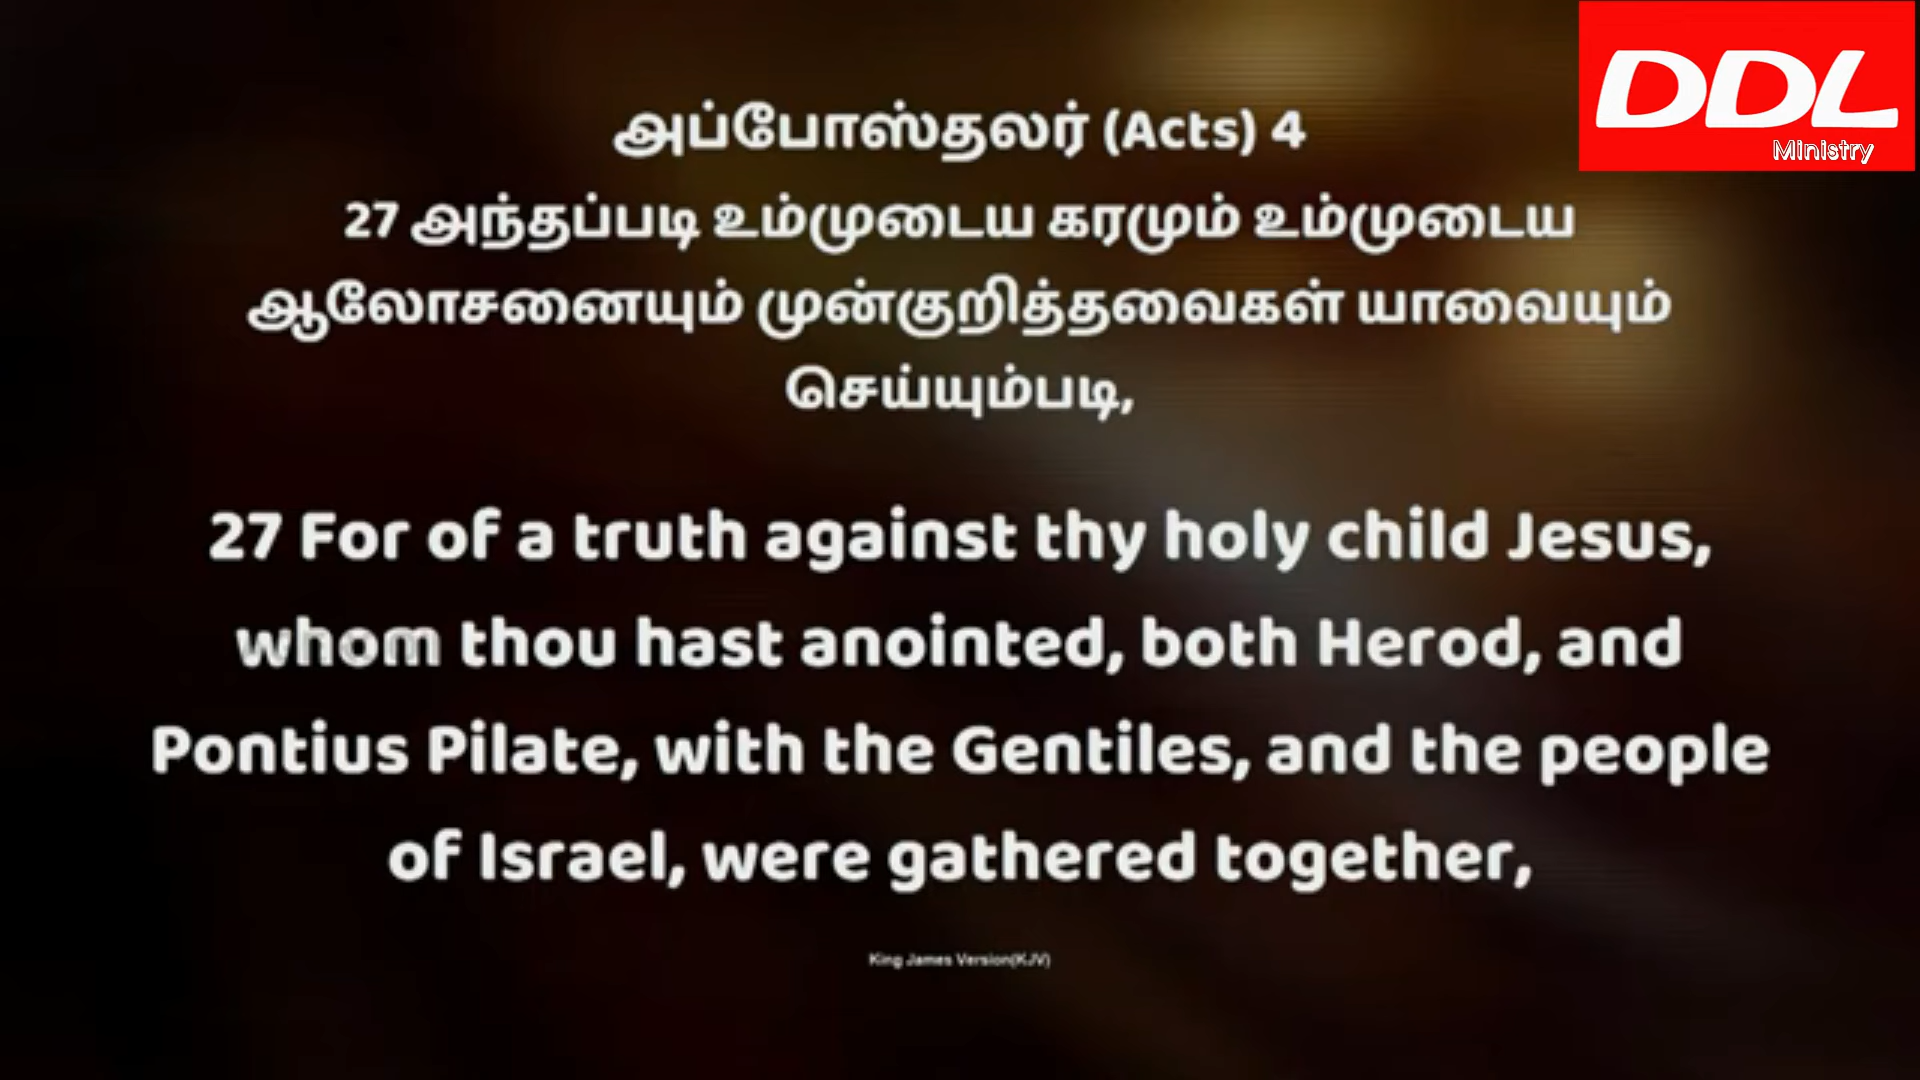 DDL
Ministry
அப்போஸ்தலர் (Acts) 4
27 அந்தப்படி உம்முடைய கரமும் உம்முடைய
ஆலோசனையும் முன்குறித்தவைகள் யாவையும்
செய்யும்படி,
27 For of a truth against thy holy child Jesus,
whom thou hast anointed, both Herod, and
Pontius Pilate, with the Gentiles, and the people
of Israel, were gathered together,
King James Version(KJV)